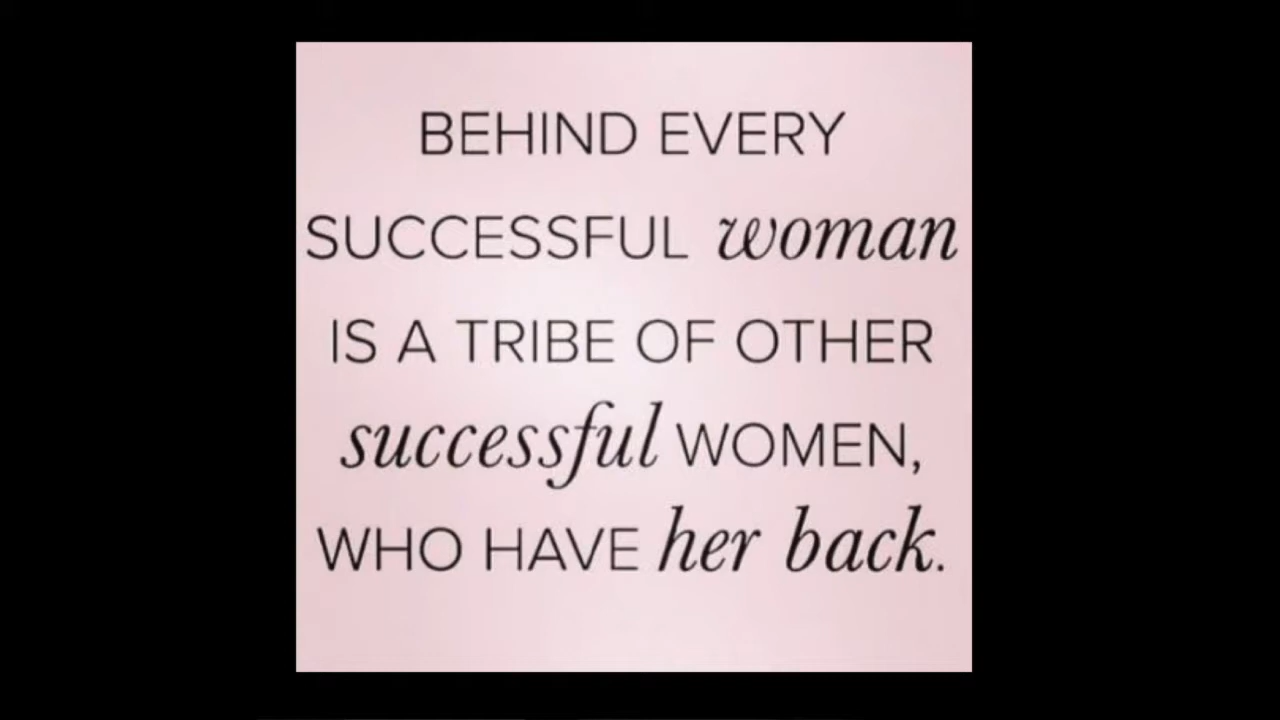 BEHIND EVERY
SUCCESSFUL woman
IS A TRIBE OF OTHER
successful WOMEN,
WHO HAVE her back.